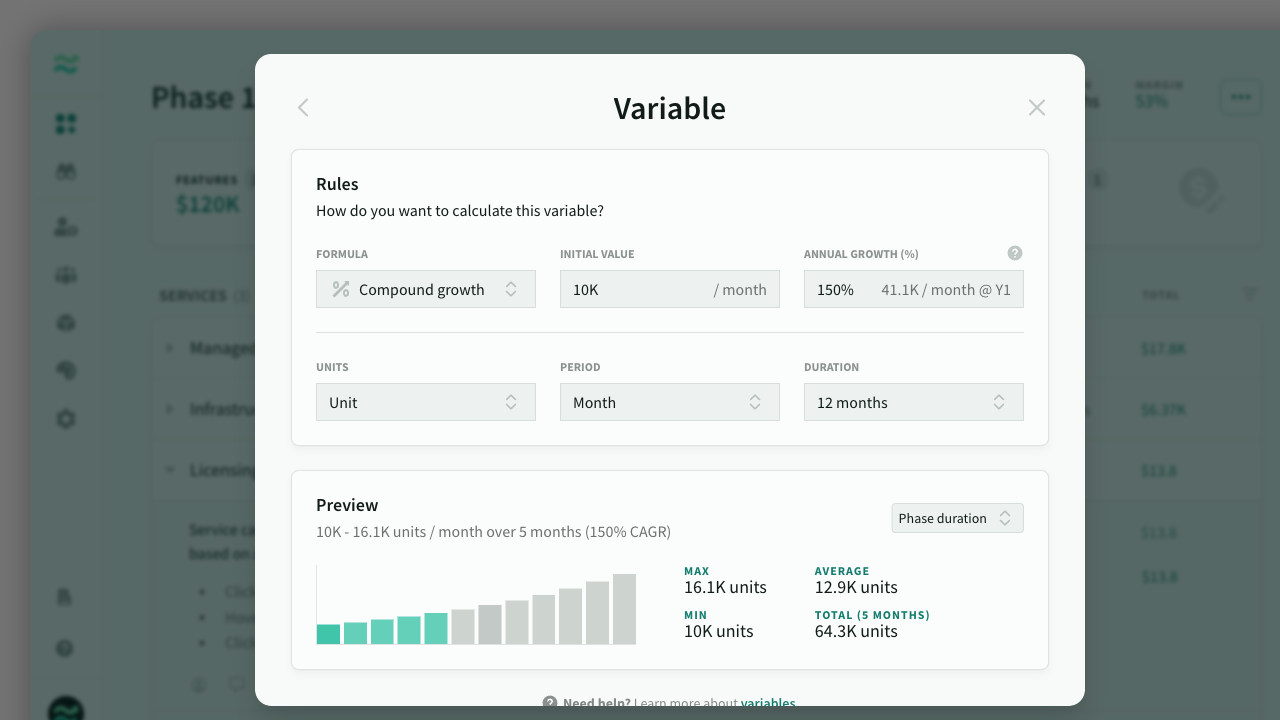 Phase 1
Variable
MARGIN
53%
FEATURES
$120K
1
Rules
How do you want to calculate this variable?
FORMULA
INITIAL VALUE
ANNUAL GROWTH (%)
?
Compound growth
10K
/ month
150%
41.1K / month @ Y1
SERVICES (3)
TOTAL
UNITS
PERIOD
DURATION
Unit
Month
12 months
Managed
$17.8K
Infrastru
$6.37K
Licensing
$13.8
Preview
10K - 16.1K units / month over 5 months (150% CAGR)
Phase duration
Service ca
based on
$13.8
$13.8
MAX
16.1K units
AVERAGE
12.9K units
MIN
10K units
TOTAL (5 MONTHS)
64.3K units
Click
Hove
Click
? Need help? Learn more about variables